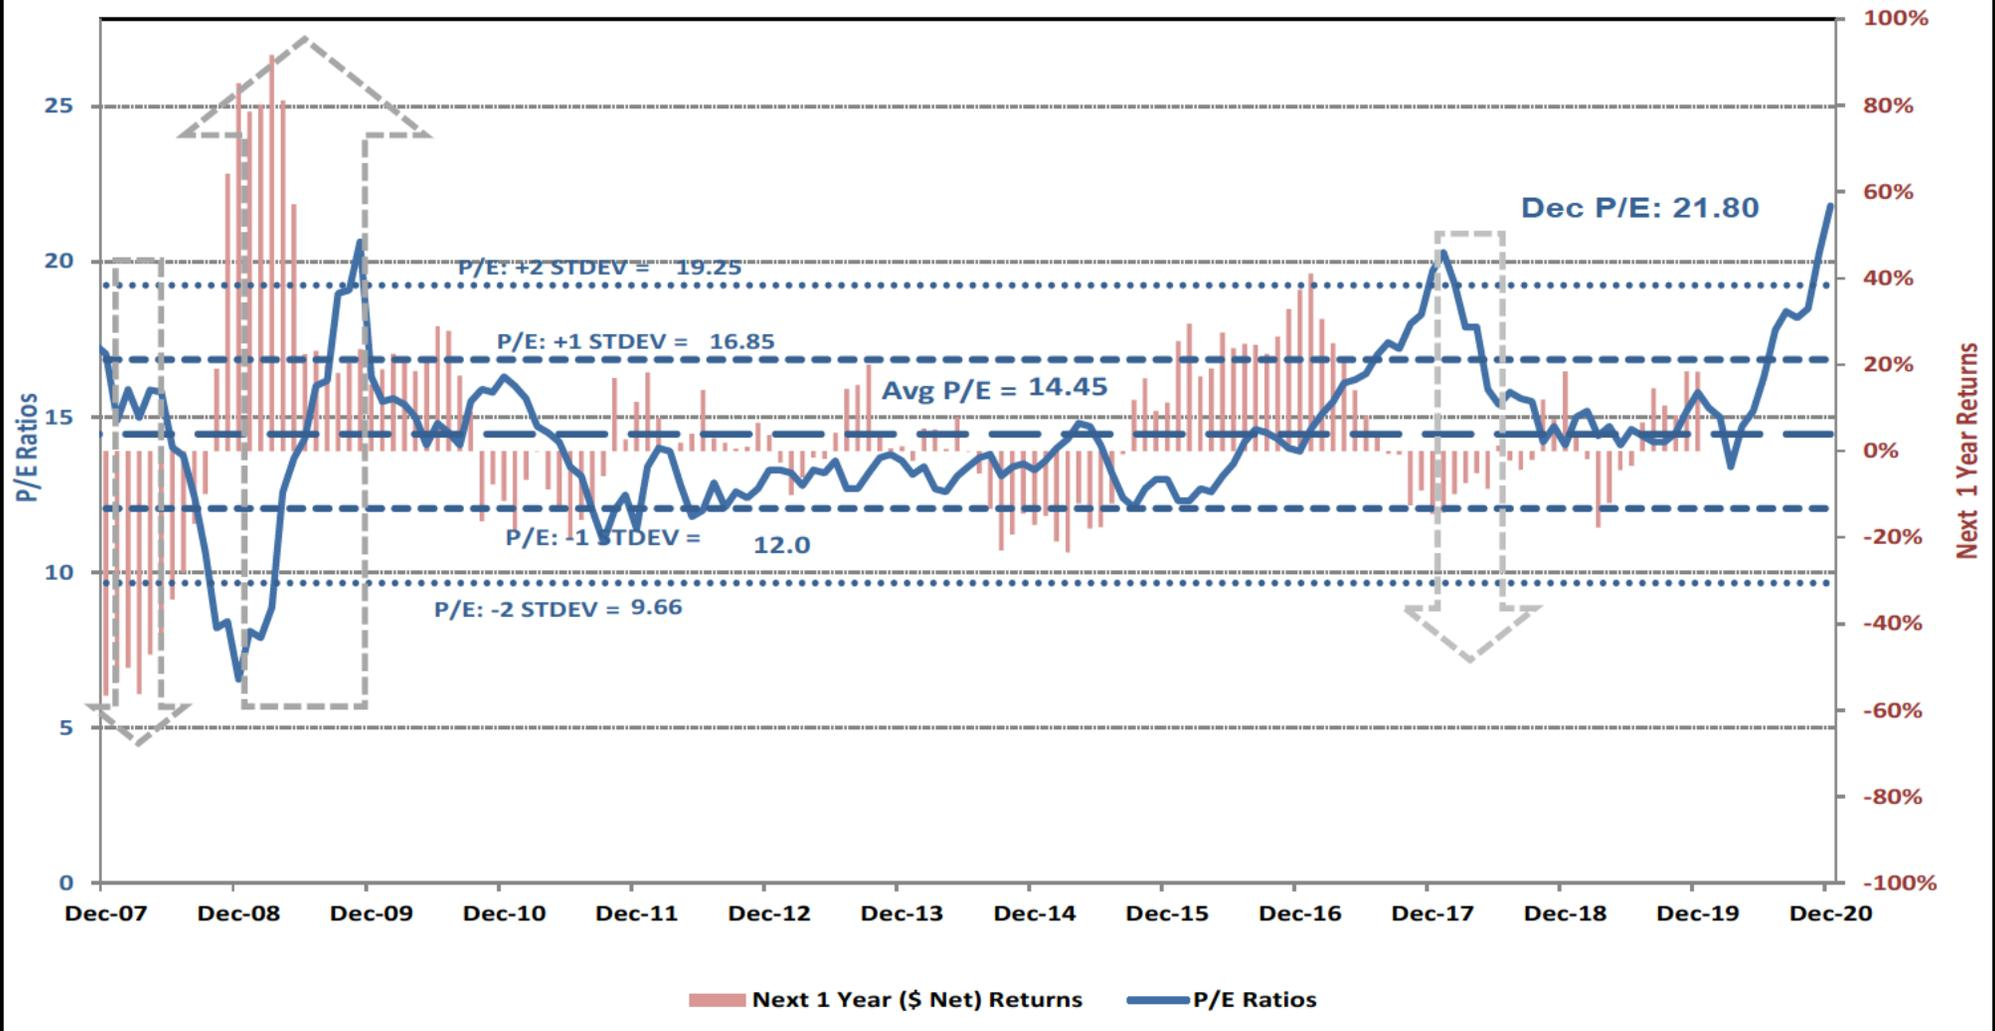 100%
25
80%
60%
Dec P/E: 21.80
20
P/E: +2 STDEV = 19.25
40%
P/E: +1 STDEV = 16.85
20%
Avg P/E = 14.45
15
0%
P/E Ratios
Next 1 Year Returns
P/E: -1 STDEV = 12.0
-20%
10
P/E: -2 STDEV = 9.66
-40%
-60%
5
-80%
0
-100%
Dec-07 Dec-08 Dec-09 Dec-10 Dec-11 Dec-12 Dec-13 Dec-14 Dec-15 Dec-16 Dec-17 Dec-18 Dec-19 Dec-20
Next 1 Year ($ Net) Returns P/E Ratios